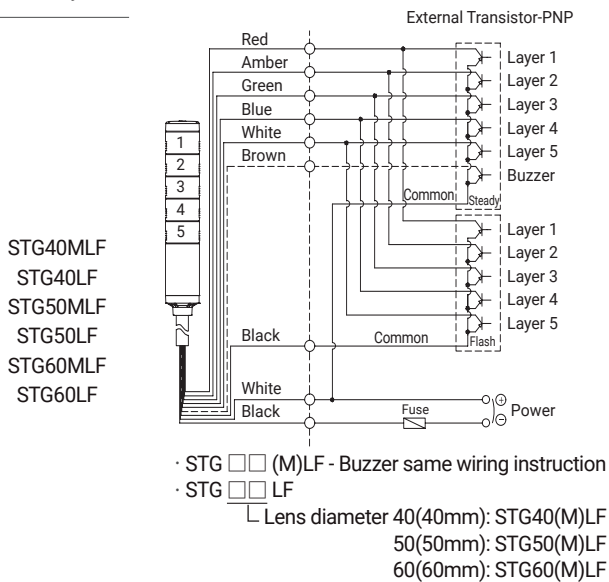 External Transistor-PNP
Red
Amber
Green
Blue
White
Brown
Layer 1
Layer 2
Layer 3
Layer 4
Layer 5
Buzzer
Common
Steady
1
2
3
4
5
STG40MLF
STG40LF
STG50MLF
STG50LF
STG60MLF
STG60LF
Layer 1
Layer 2
Layer 3
Layer 4
Layer 5
Black
Common
Flash
White
Black
Fuse
⊕
⊖
Power
· STG □□ (M)LF - Buzzer same wiring instruction
· STG □□ LF
Lens diameter 40(40mm): STG40(M)LF
50(50mm): STG50(M)LF
60(60mm): STG60(M)LF